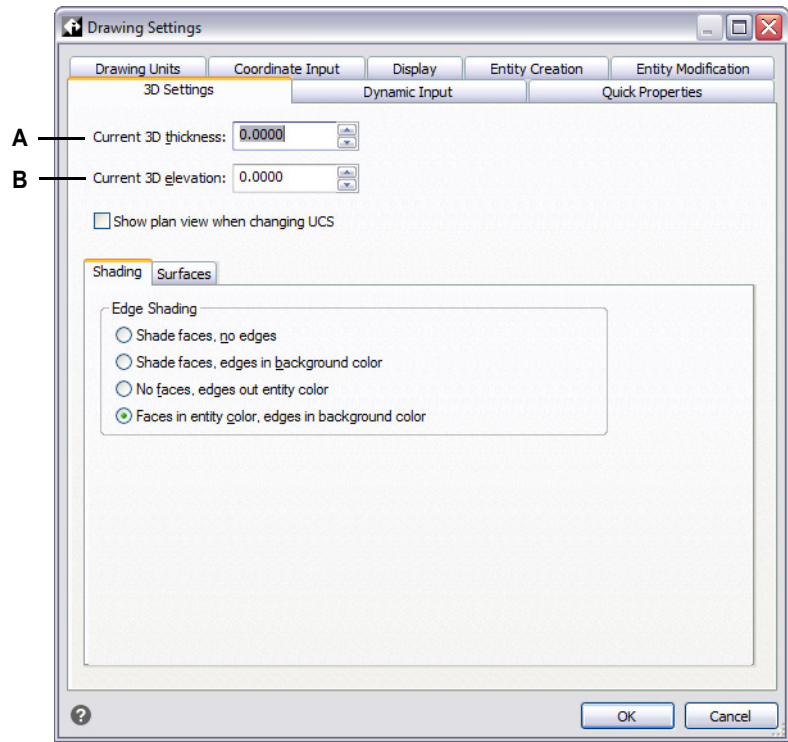 Drawing Settings
Drawing Units Coordinate Input Display Entity Creation Entity Modification
3D Settings Dynamic Input Quick Properties
A Current 3D thickness: 0.0000
B Current 3D elevation: 0.0000
Show plan view when changing UCS
Shading Surfaces
Edge Shading
Shade faces, no edges
Shade faces, edges in background color
No faces, edges out entity color
Faces in entity color, edges in background color
?
OK Cancel